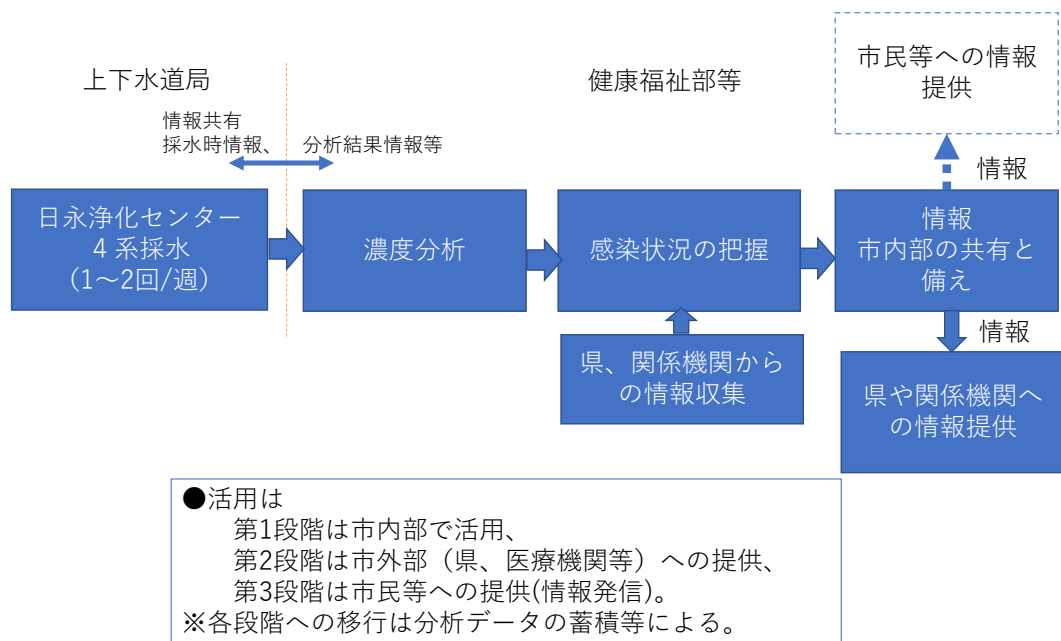 上下水道局
健康福祉部等
市民等への情報
提供
情報共有
採水時情報、 分析結果情報等
情報
日永浄化センター
４系採水
(1～2回/週)
濃度分析
感染状況の把握
情報
市内部の共有と
備え
情報
県、関係機関から
の情報収集
県や関係機関へ
の情報提供
●活用は
第1段階は市内部で活用、
第2段階は市外部（県、医療機関等）への提供、
第3段階は市民等への提供(情報発信)。
※各段階への移行は分析データの蓄積等による。